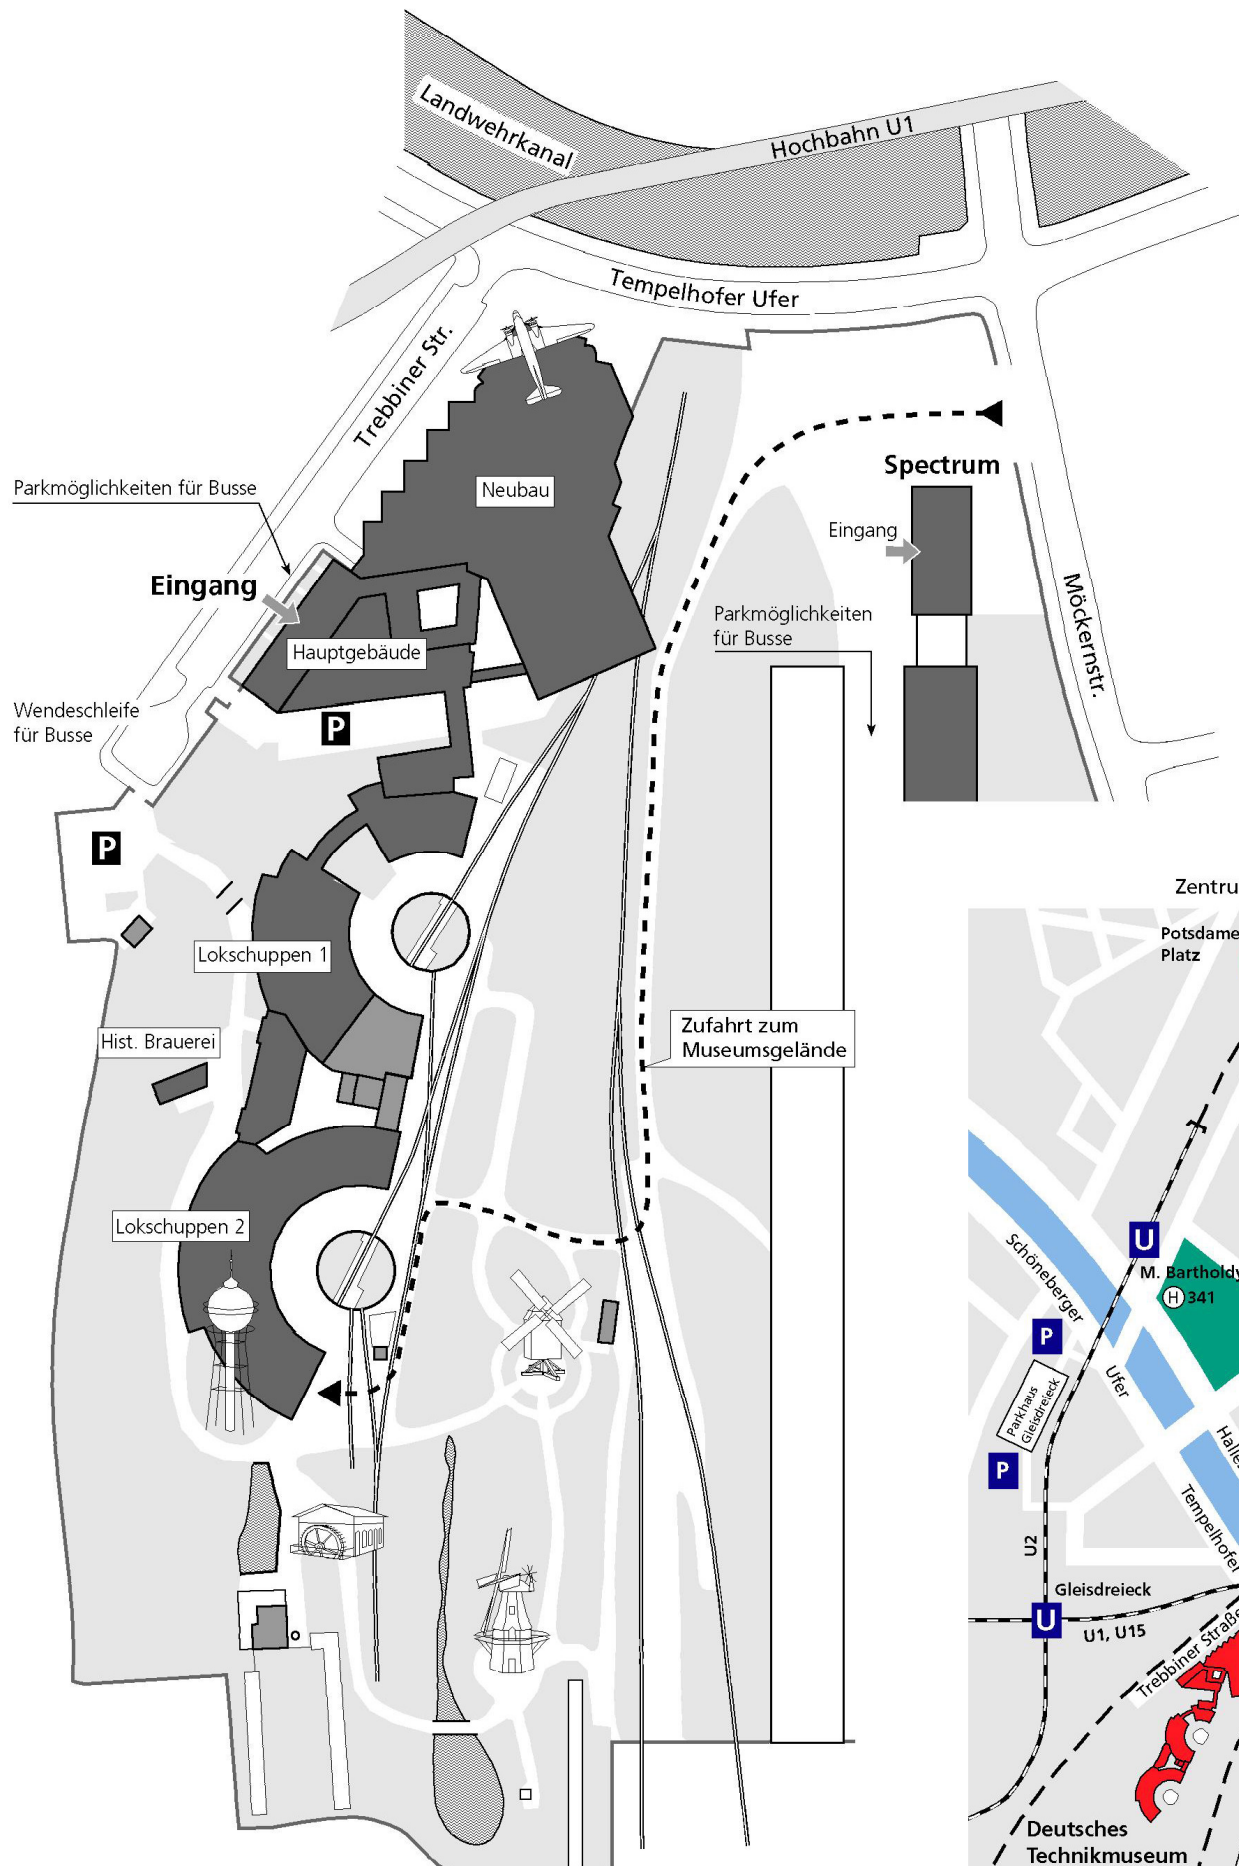 Landwehrkanal
Hochbahn U1
Tempelhofer Ufer
Trebbiner Str.
Parkmöglichkeiten für Busse
Neubau
Spectrum
Eingang
Eingang
Hauptgebäude
Möckernstr.
Parkmöglichkeiten
für Busse
Wendeschleife
für Busse
P
P
Lokschuppen 1
Zufahrt zum
Museumsgelände
Hist. Brauerei
Lokschuppen 2
Zentru
Potsdame
Platz
Schöneberger
Ufer
U
M. Bartholdy
H 341
P
Parkhaus
Gleisdreieck
P
Halle
Tempelhofer
U2
Gleisdreieck
U
U1, U15
Trebbiner Straße
Deutsches
Technikmuseum